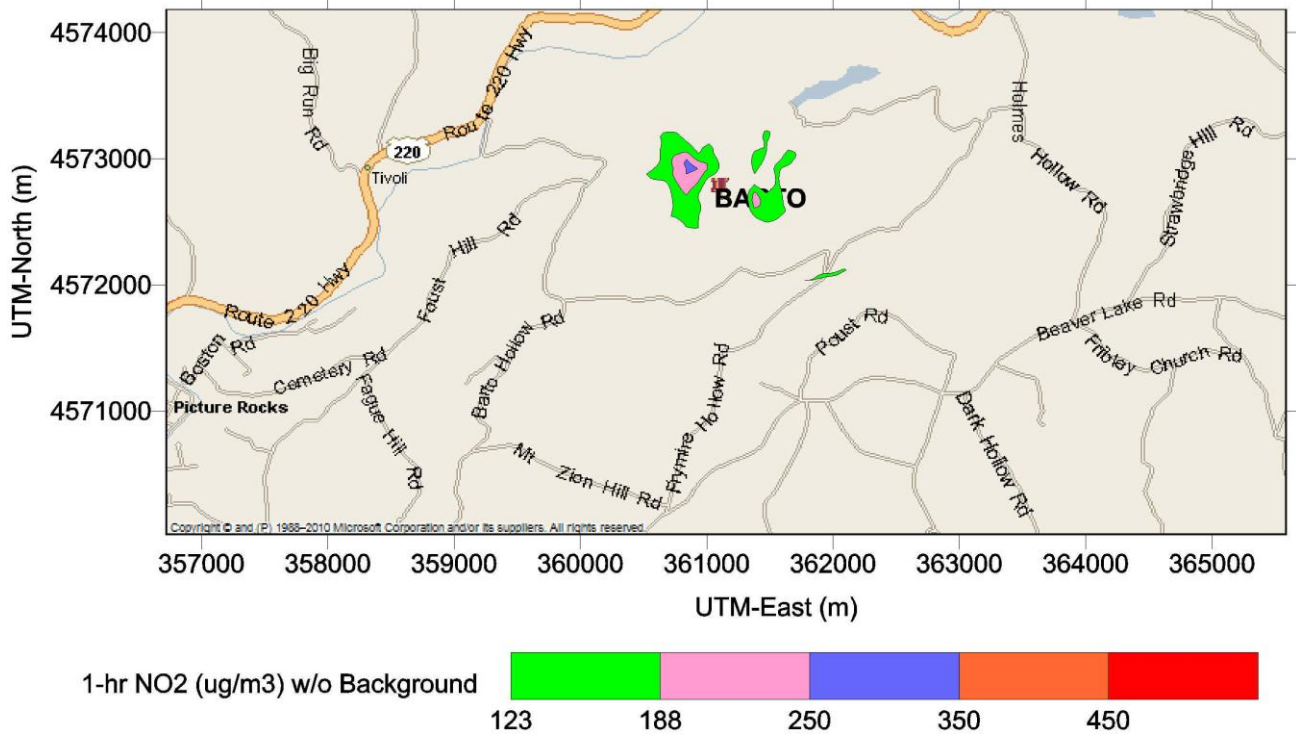 4574000
4573000
4572000
4571000
UTM-North (m)
Big Run Rd
Route 220 Hwy
220
Tivoli
Holmes
Hollow Rd
Strawbridge Hill Rd
BARTO
Foust Hill Rd
Route 220 Hwy
Boston Rd
Cemetery Rd
Picture Rocks
Fague Hill Rd
Barto Hollow Rd
Mt Zion Hill Rd
Frymire Hollow Rd
Poust Rd
Beaver Lake Rd
Fribley Church Rd
Dark Hollow Rd
Copyright © and (P) 1988–2010 Microsoft Corporation and/or its suppliers. All rights reserved.
357000 358000 359000 360000 361000 362000 363000 364000 365000
UTM-East (m)
1-hr NO2 (ug/m3) w/o Background
123 188 250 350 450